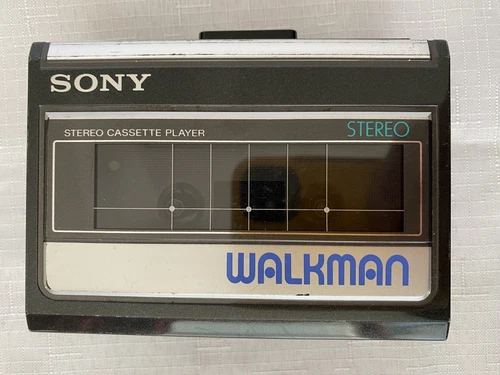 SONY
STEREO CASSETTE PLAYER
STEREO
WALKMAN